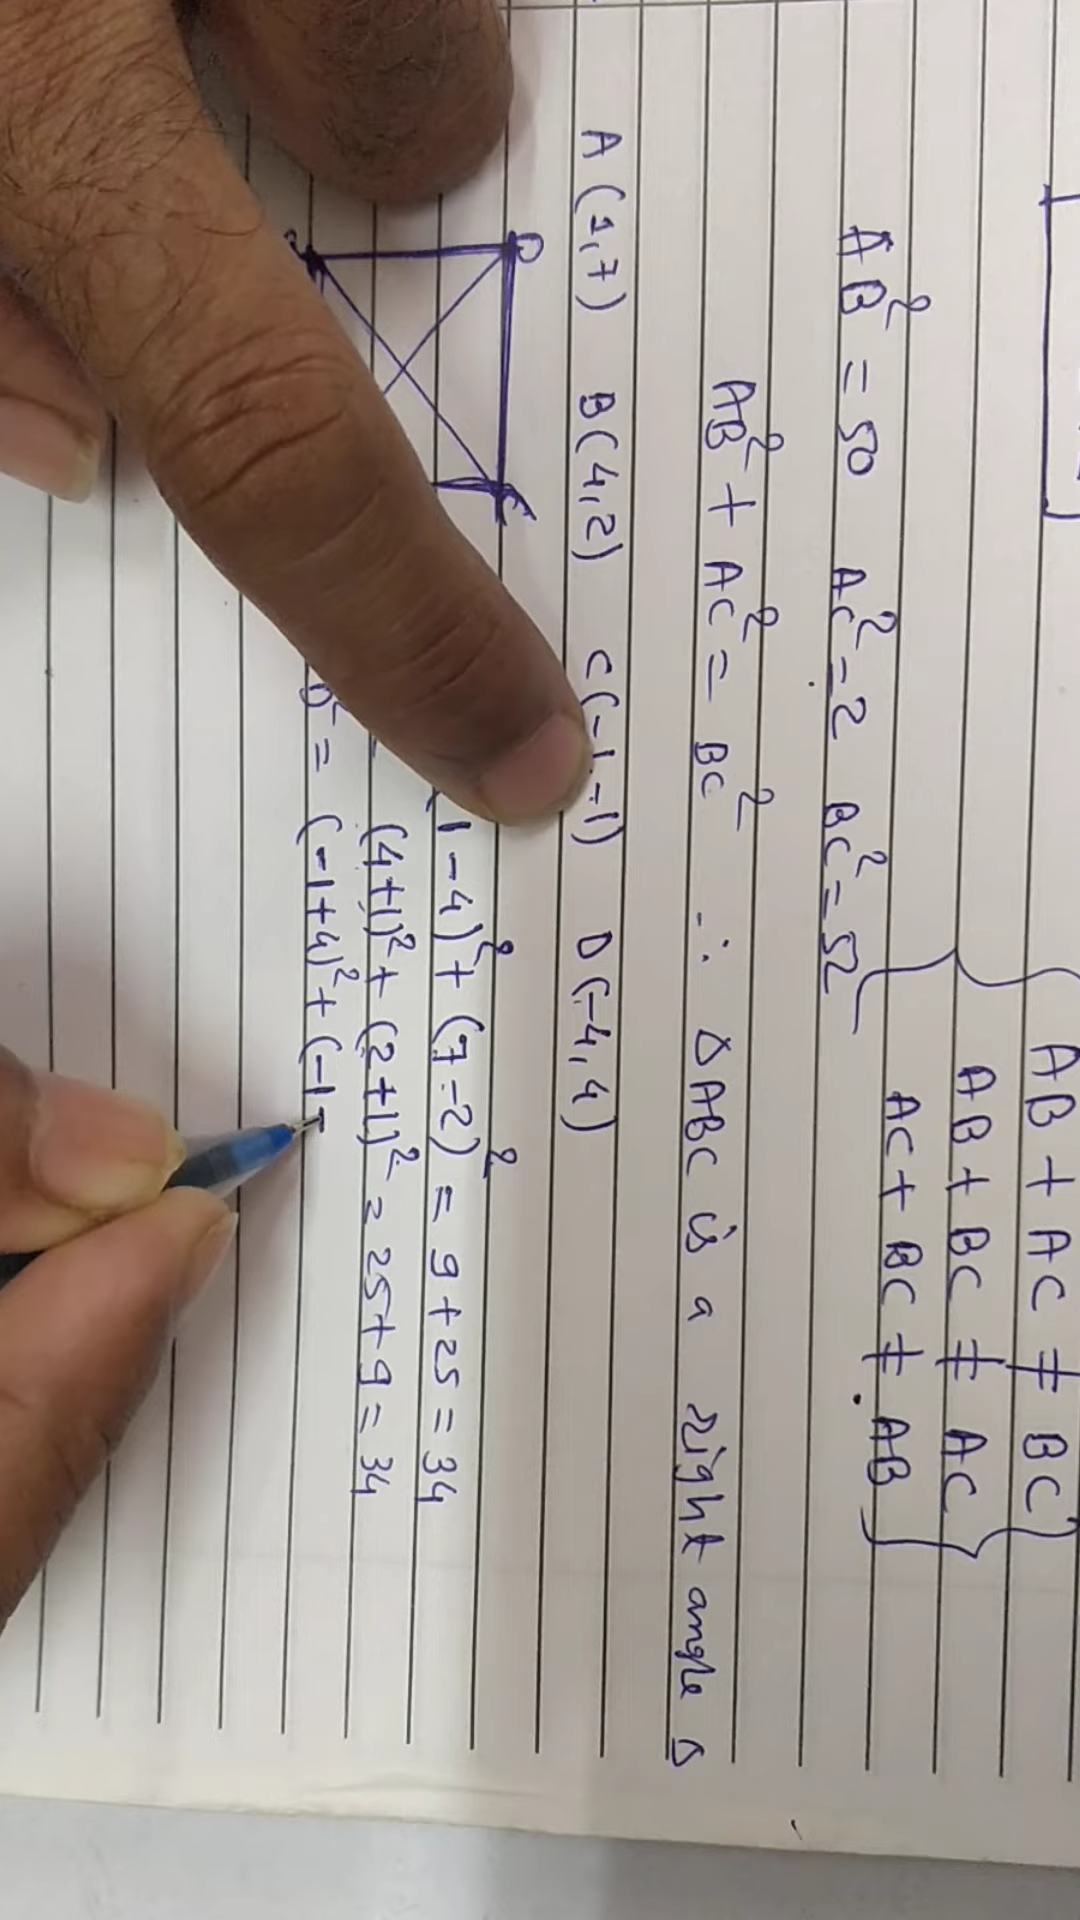 AB + AC ≠ BC
AB + BC ≠ AC
AC + BC ≠ AB
AB² = 50 AC² = 2 BC² = 52
AB² + AC² = BC² ∴ Δ ABC is a right angle Δ
A(1,7) B(4,2) C(-1,-1) D(-4,4)
D C
1-4)² + (7-2)² = 9+25 = 34
= (4+1)² + (2+1)² = 25+9 = 34
D² = (-1+4)² + (-1-